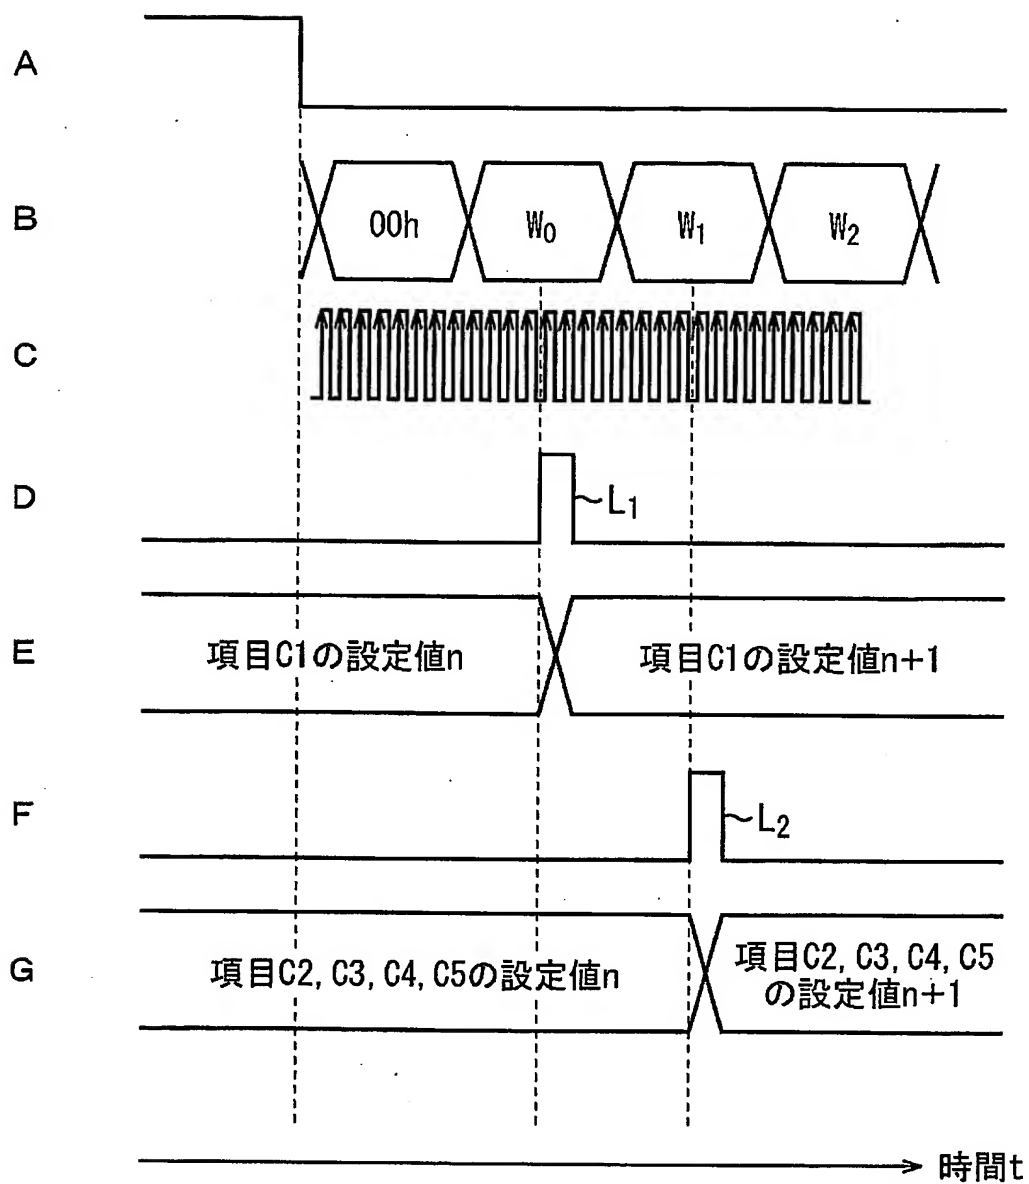 A
B
00h W0 W1 W2
C
D
L1
E
項目C1の設定値n 項目C1の設定値n+1
F
L2
G
項目C2, C3, C4, C5の設定値n
項目C2, C3, C4, C5
の設定値n+1
時間t